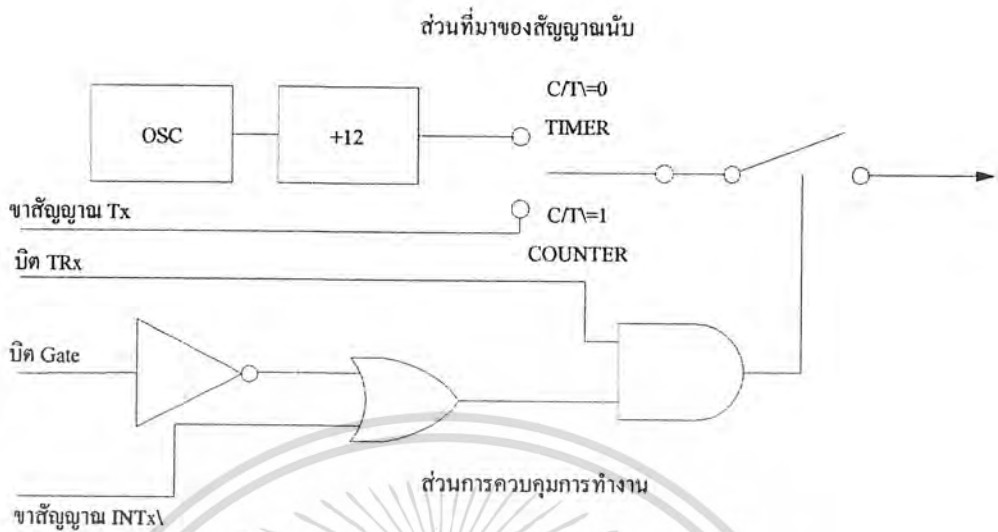 ส่วนที่มาของสัญญาณนับ
C/T\=0
OSC
+12
TIMER
ขาสัญญาณ Tx
C/T\=1
บิต TRx
COUNTER
บิต Gate
ส่วนการควบคุมการทำงาน
ขาสัญญาณ INTx\